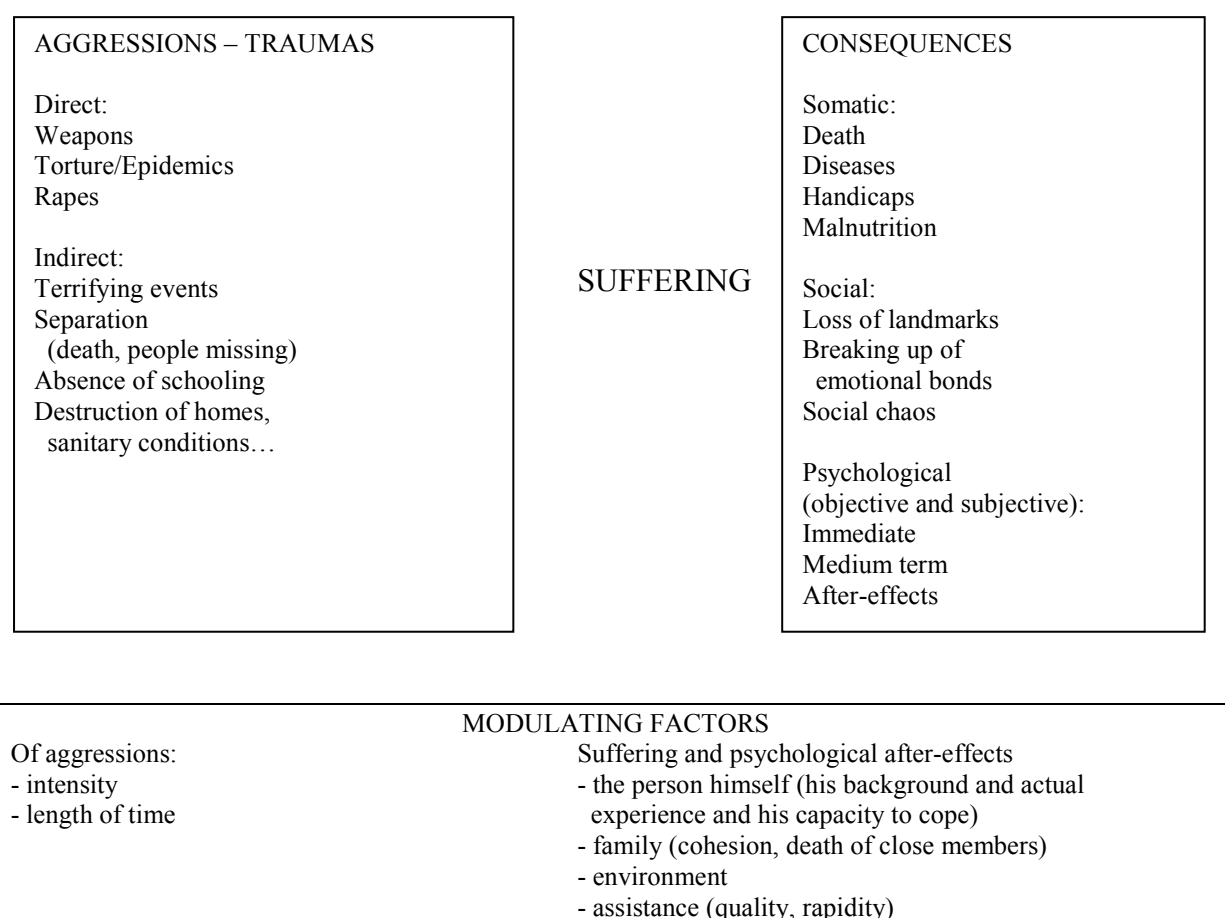 AGGRESSIONS – TRAUMAS
Direct:
Weapons
Torture/Epidemics
Rapes
Indirect:
Terrifying events
Separation
(death, people missing)
Absence of schooling
Destruction of homes,
sanitary conditions…
SUFFERING
CONSEQUENCES
Somatic:
Death
Diseases
Handicaps
Malnutrition
Social:
Loss of landmarks
Breaking up of
emotional bonds
Social chaos
Psychological
(objective and subjective):
Immediate
Medium term
After-effects
MODULATING FACTORS
Of aggressions:
- intensity
- length of time
Suffering and psychological after-effects
- the person himself (his background and actual
experience and his capacity to cope)
- family (cohesion, death of close members)
- environment
- assistance (quality, rapidity)